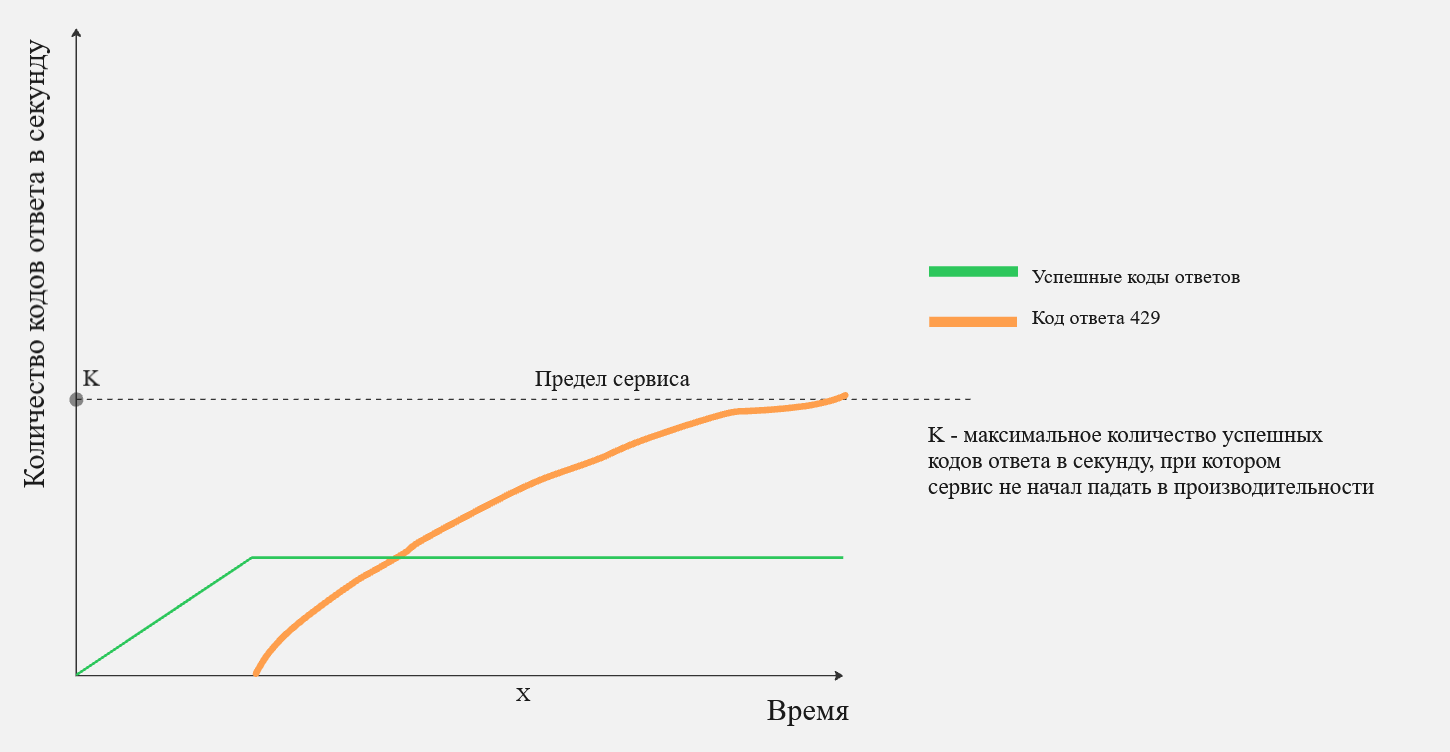 Количество кодов ответа в секунду
K
Предел сервиса
x
Время
Успешные коды ответов
Код ответа 429
K - максимальное количество успешных
кодов ответа в секунду, при котором
сервис не начал падать в производительности